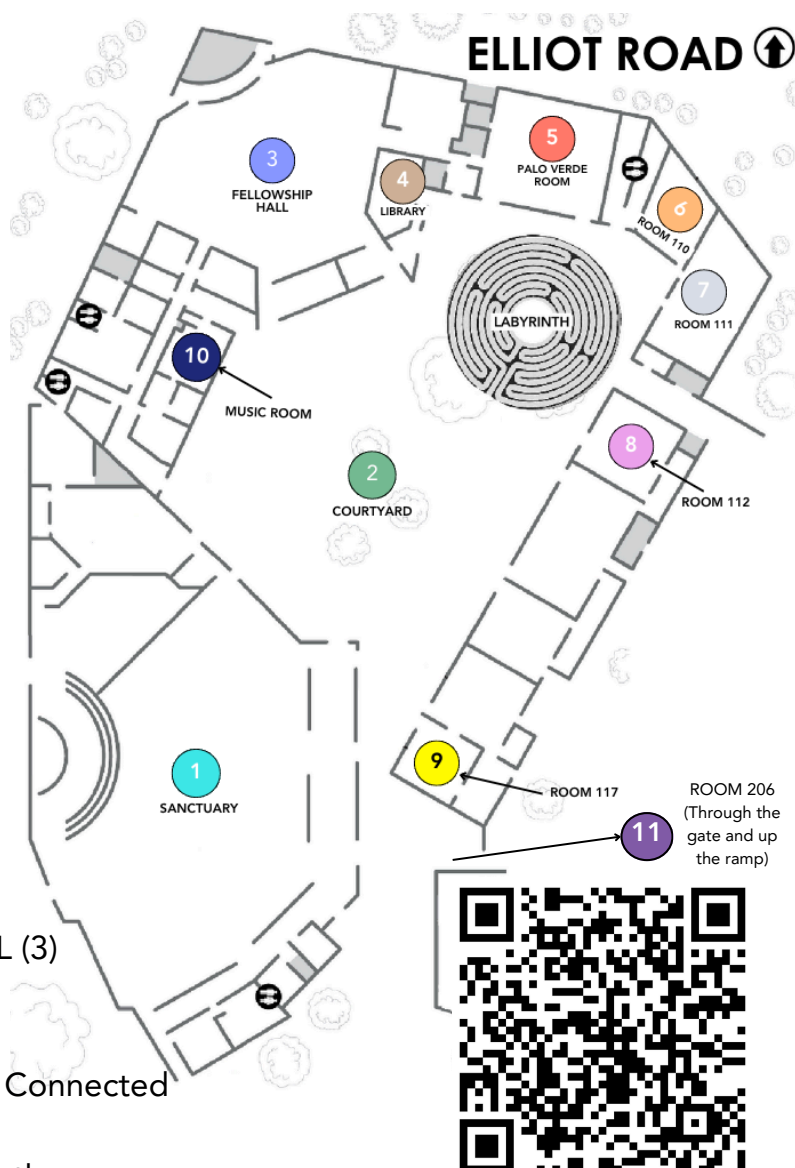 ELLIOT ROAD
5
PALO VERDE
ROOM
3
FELLOWSHIP
HALL
4
LIBRARY
6
ROOM 110
7
ROOM 111
LABYRINTH
10
MUSIC ROOM
8
ROOM 112
2
COURTYARD
1
SANCTUARY
9
ROOM 117
11
ROOM 206
(Through the
gate and up
the ramp)
L (3)
Connected